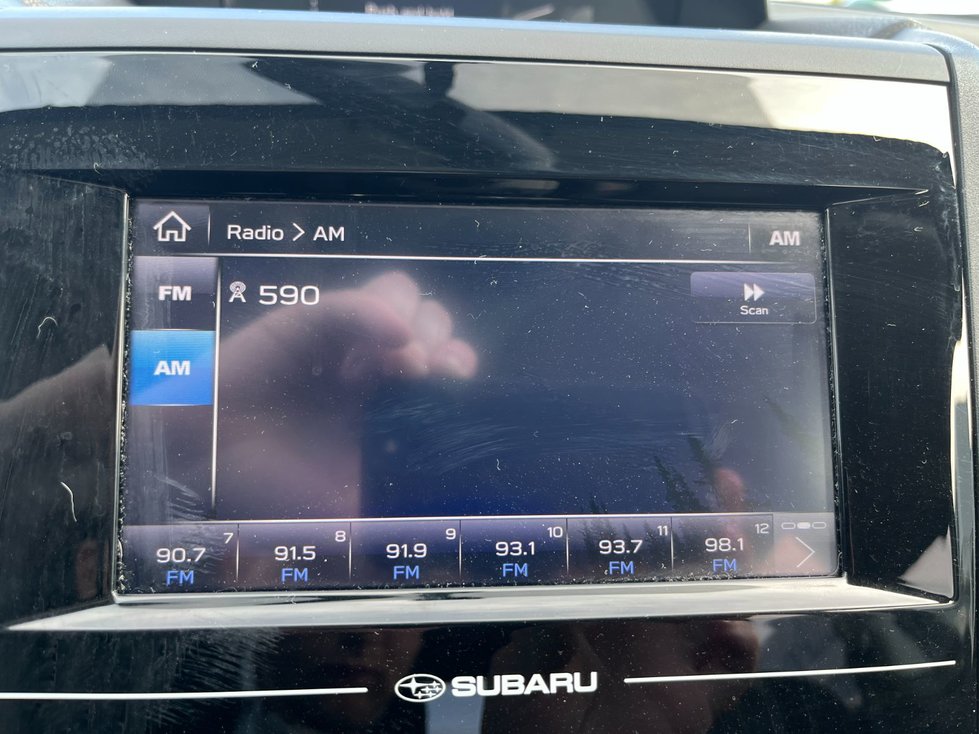 Radio > AM
AM
FM
590
Scan
AM
7 8 9 10 11 12
90.7 91.5 91.9 93.1 93.7 98.1
FM FM FM FM FM FM
SUBARU